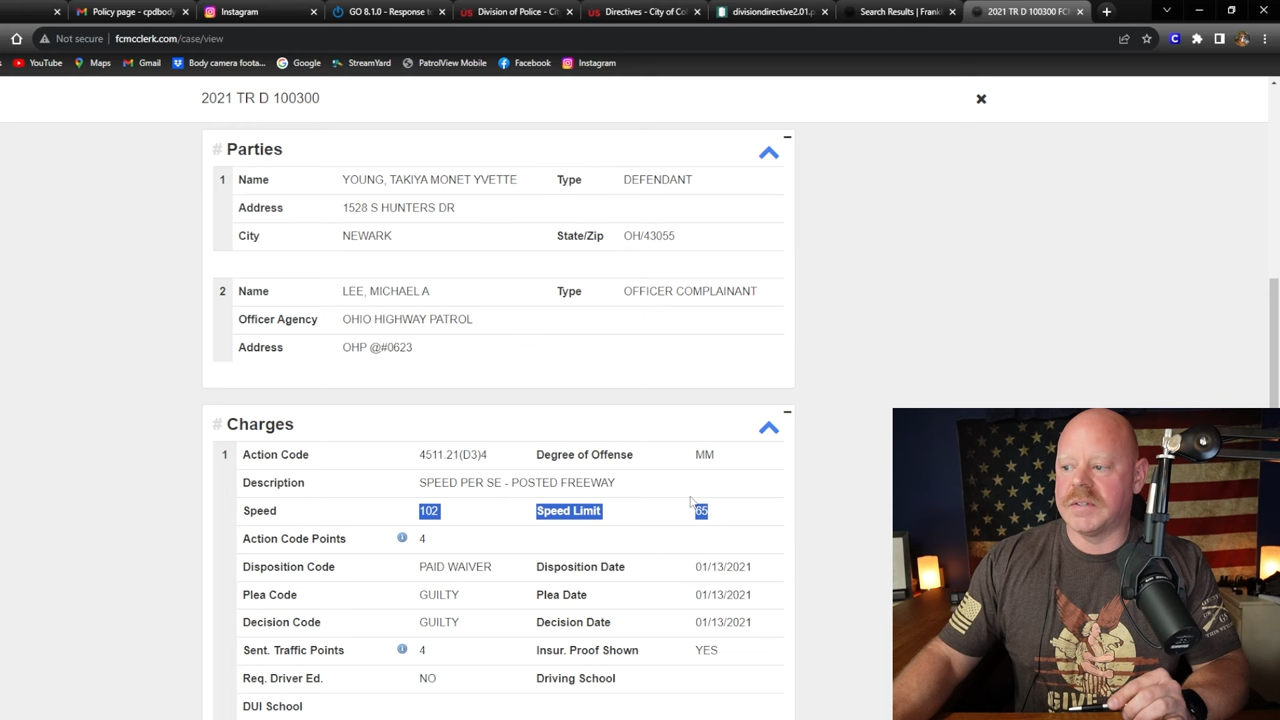 Policy page - cpdbody
Instagram
GO 8.1.0 - Response t
Division of Police - Cit
Directives - City of Co
divisiondirective2.01.p
Search Results | Frank
2021 TR D 100300 FC
Not secure fcmcclerk.com/case/view
YouTube Maps Gmail Body camera foota... Google StreamYard PatrolView Mobile Facebook Instagram
2021 TR D 100300
# Parties
1 Name YOUNG, TAKIYA MONET YVETTE Type DEFENDANT
Address 1528 S HUNTERS DR
City NEWARK State/Zip OH/43055
2 Name LEE, MICHAEL A Type OFFICER COMPLAINANT
Officer Agency OHIO HIGHWAY PATROL
Address OHP @#0623
# Charges
1 Action Code 4511.21(D3)4 Degree of Offense MM
Description SPEED PER SE - POSTED FREEWAY
Speed 102 Speed Limit 65
Action Code Points 4
Disposition Code PAID WAIVER Disposition Date 01/13/2021
Plea Code GUILTY Plea Date 01/13/2021
Decision Code GUILTY Decision Date 01/13/2021
Sent. Traffic Points 4 Insur. Proof Shown YES
Req. Driver Ed. NO Driving School
DUI School
GIVE